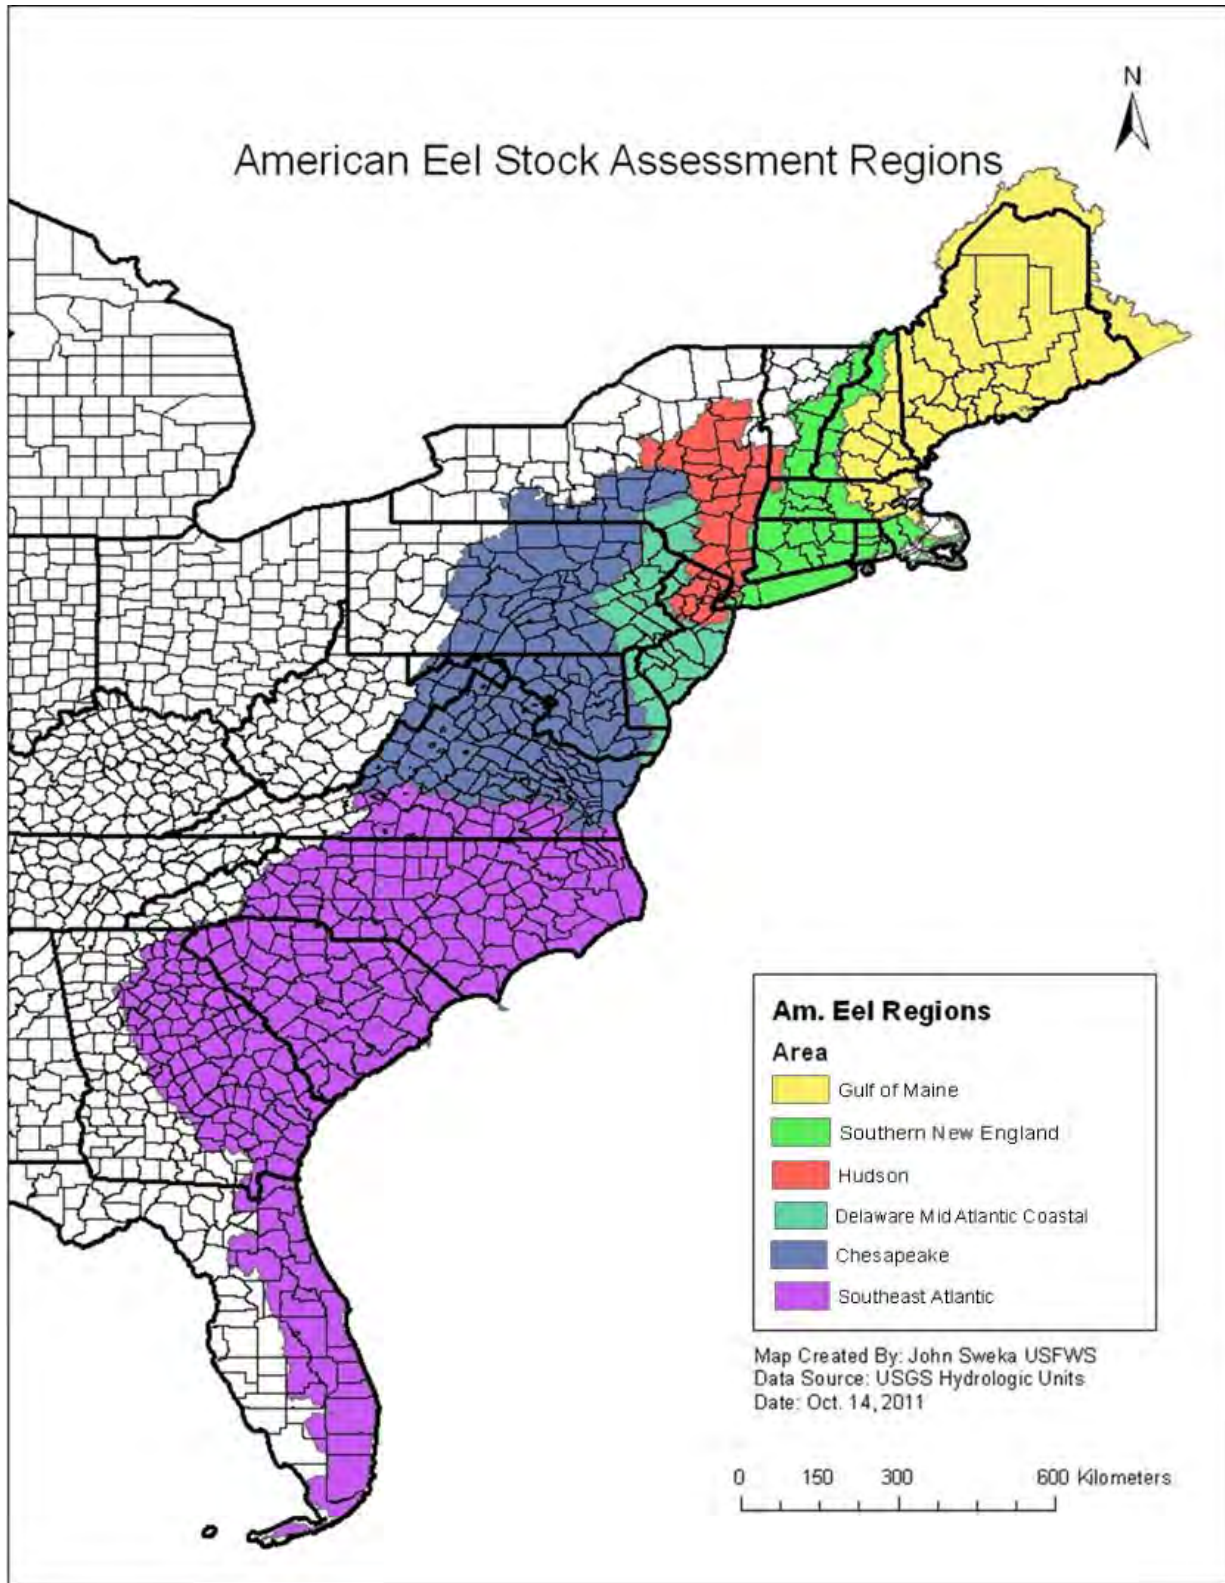 N
American Eel Stock Assessment Regions
Am. Eel Regions
Area
Gulf of Maine
Southern New England
Hudson
Delaware Mid Atlantic Coastal
Chesapeake
Southeast Atlantic
Map Created By: John Sweka USFWS
Data Source: USGS Hydrologic Units
Date: Oct. 14, 2011
0 150 300 600 Kilometers